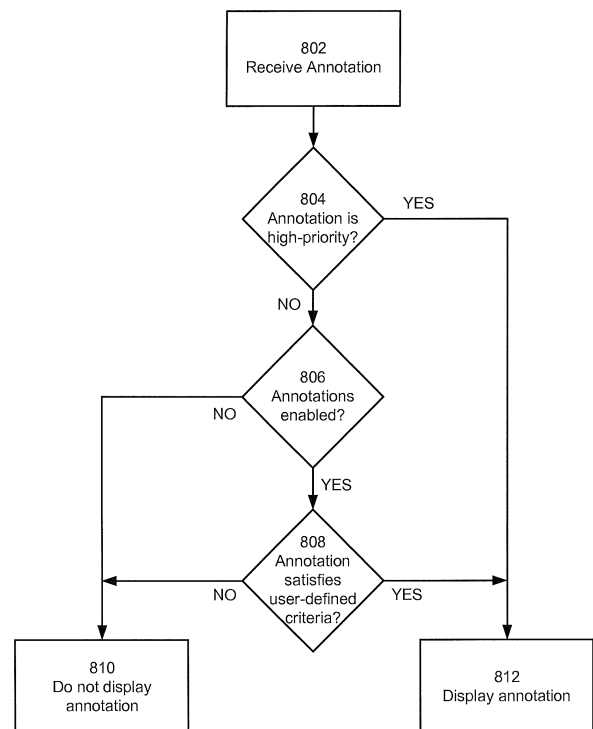 802
Receive Annotation
804
Annotation is
high-priority?
YES
NO
806
Annotations
enabled?
NO
YES
808
Annotation
satisfies
user-defined
criteria?
NO
YES
810
Do not display
annotation
812
Display annotation